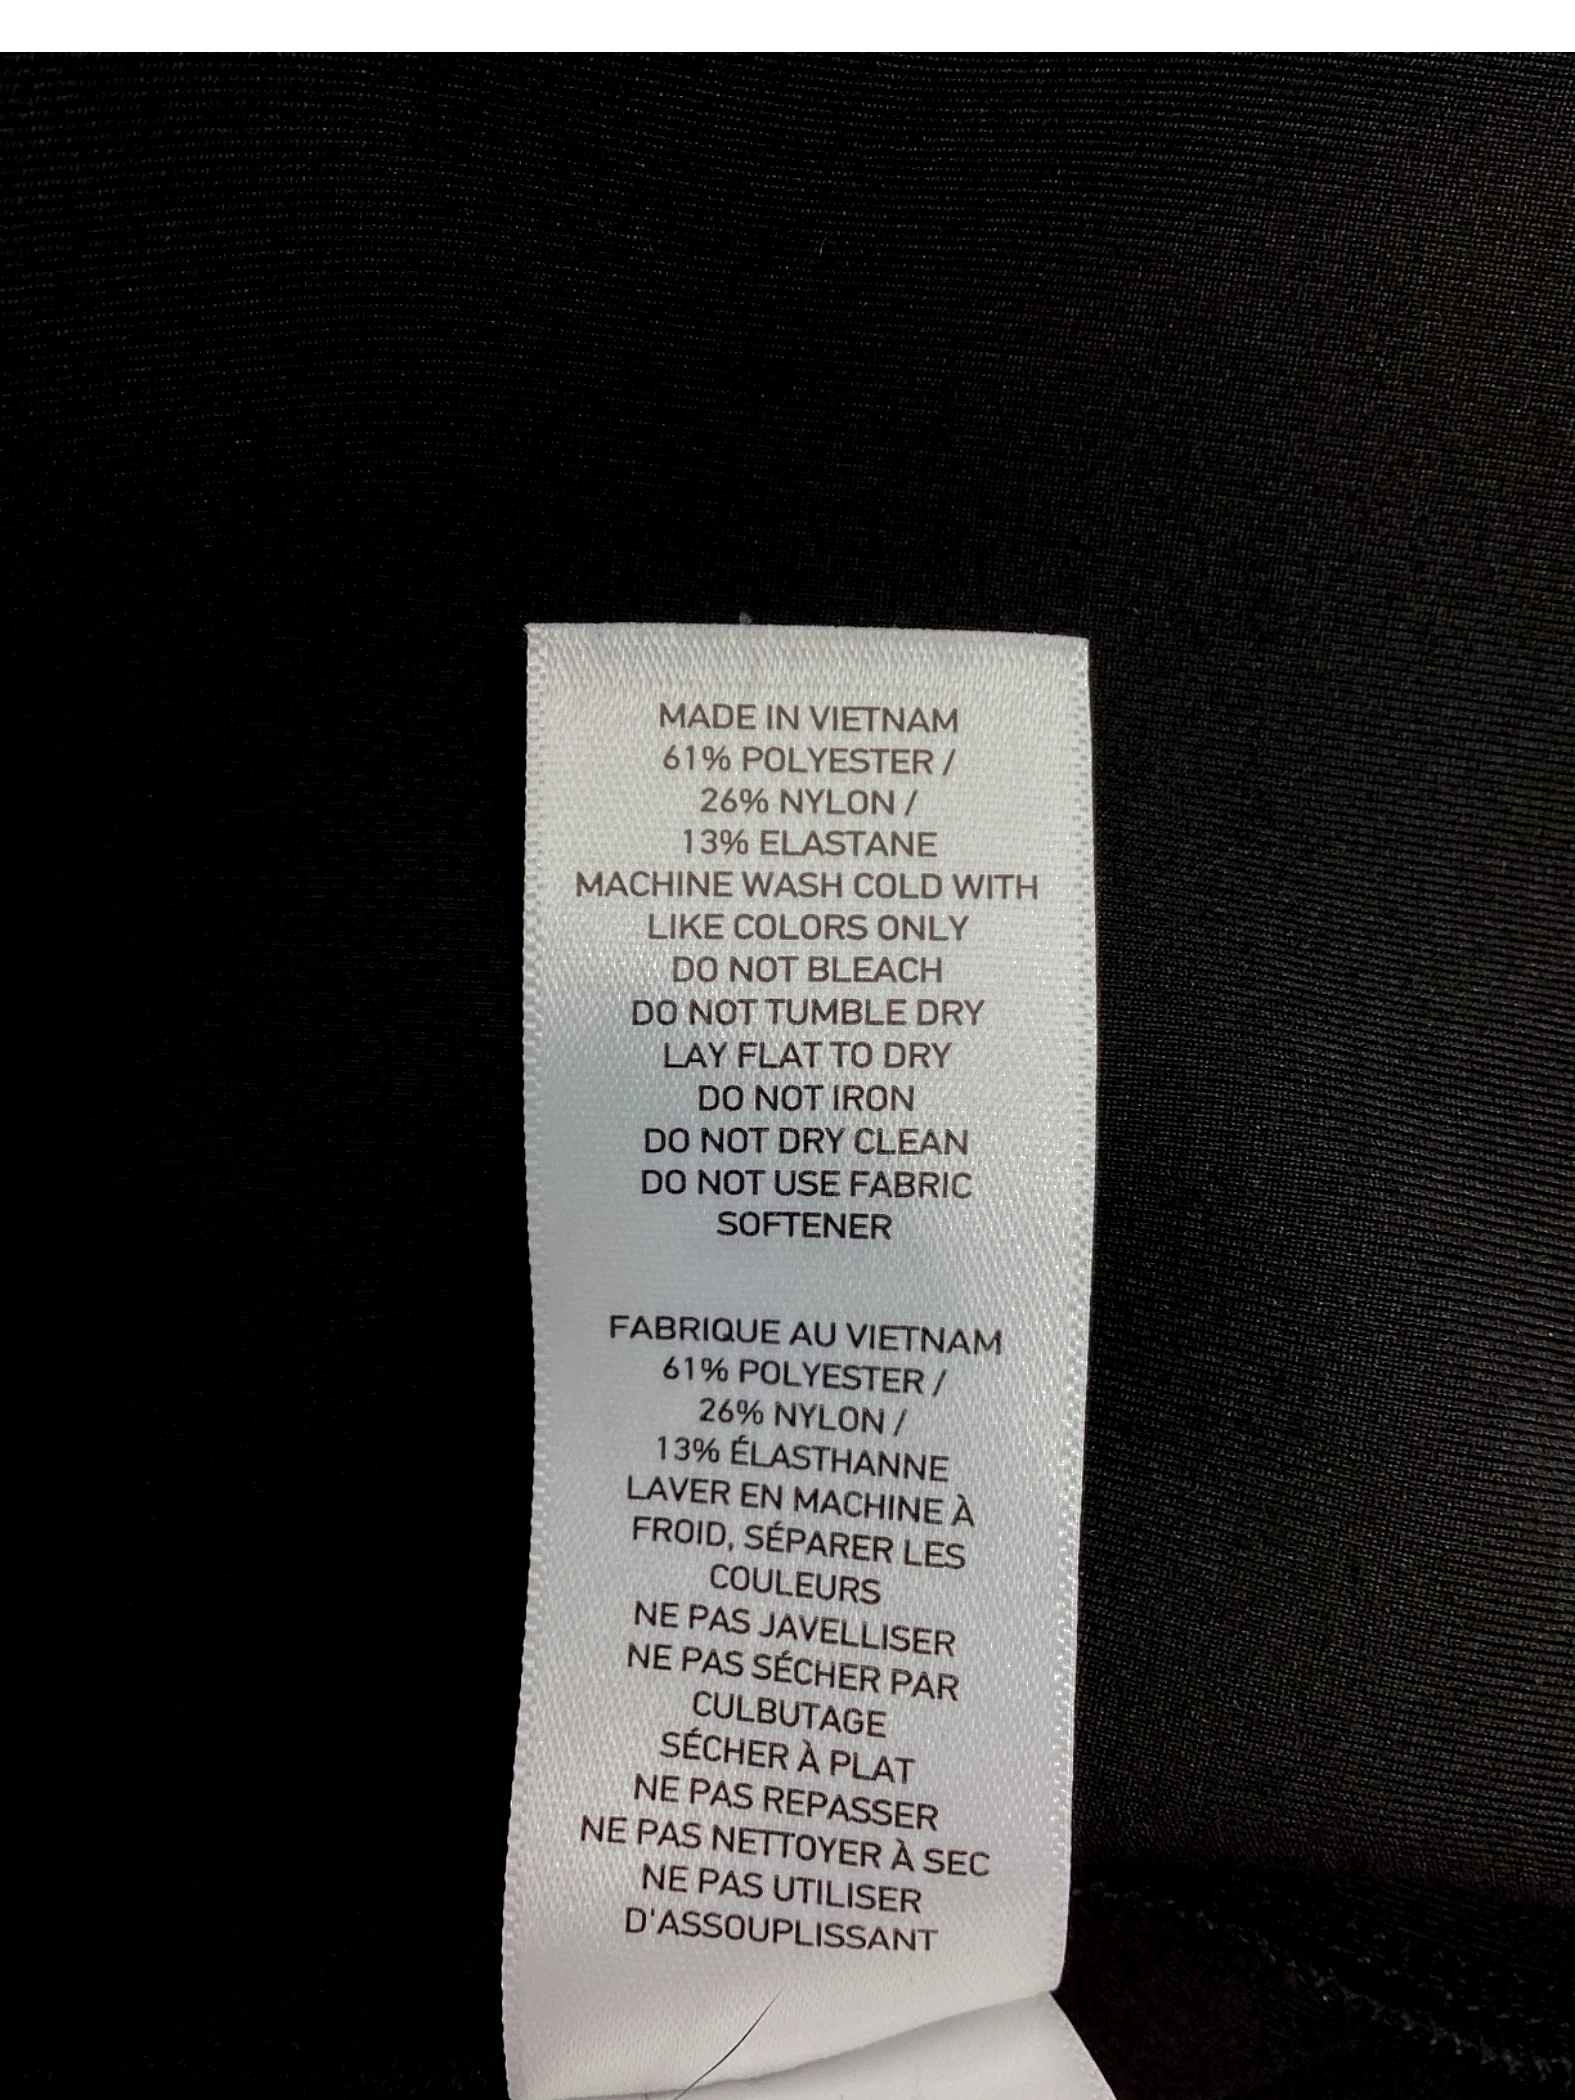 MADE IN VIETNAM
61% POLYESTER /
26% NYLON /
13% ELASTANE
MACHINE WASH COLD WITH
LIKE COLORS ONLY
DO NOT BLEACH
DO NOT TUMBLE DRY
LAY FLAT TO DRY
DO NOT IRON
DO NOT DRY CLEAN
DO NOT USE FABRIC
SOFTENER
FABRIQUE AU VIETNAM
61% POLYESTER /
26% NYLON /
13% ÉLASTHANNE
LAVER EN MACHINE À
FROID, SÉPARER LES
COULEURS
NE PAS JAVELLISER
NE PAS SÉCHER PAR
CULBUTAGE
SÉCHER À PLAT
NE PAS REPASSER
NE PAS NETTOYER À SEC
NE PAS UTILISER
D'ASSOUPLISSANT